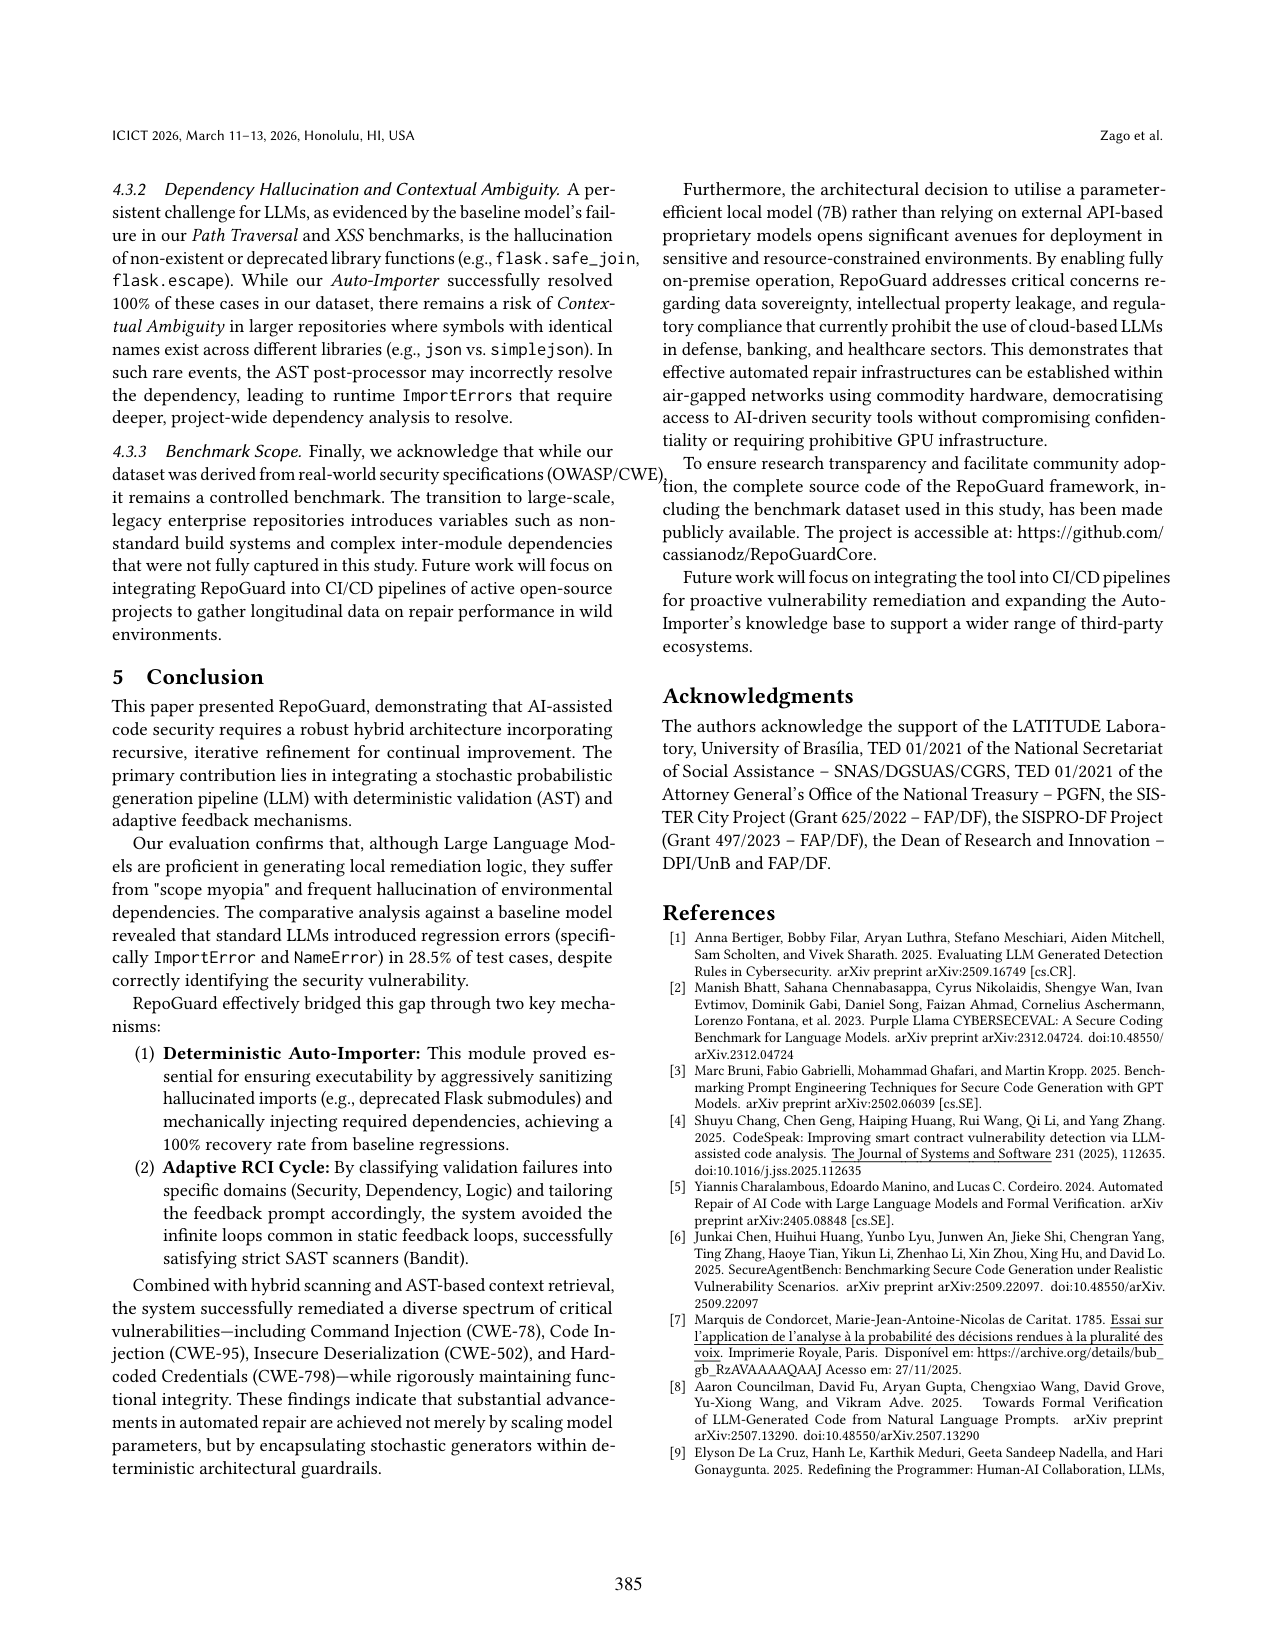 ICICT 2026, March 11–13, 2026, Honolulu, HI, USA
Zago et al.
4.3.2 Dependency Hallucination and Contextual Ambiguity. A per-
sistent challenge for LLMs, as evidenced by the baseline model's fail-
ure in our Path Traversal and XSS benchmarks, is the hallucination
of non-existent or deprecated library functions (e.g., flask.safe_join,
flask.escape). While our Auto-Importer successfully resolved
100% of these cases in our dataset, there remains a risk of Contex-
tual Ambiguity in larger repositories where symbols with identical
names exist across different libraries (e.g., json vs. simplejson). In
such rare events, the AST post-processor may incorrectly resolve
the dependency, leading to runtime ImportErrors that require
deeper, project-wide dependency analysis to resolve.
4.3.3 Benchmark Scope. Finally, we acknowledge that while our
dataset was derived from real-world security specifications (OWASP/CWE),
it remains a controlled benchmark. The transition to large-scale,
legacy enterprise repositories introduces variables such as non-
standard build systems and complex inter-module dependencies
that were not fully captured in this study. Future work will focus on
integrating RepoGuard into CI/CD pipelines of active open-source
projects to gather longitudinal data on repair performance in wild
environments.
5 Conclusion
This paper presented RepoGuard, demonstrating that AI-assisted
code security requires a robust hybrid architecture incorporating
recursive, iterative refinement for continual improvement. The
primary contribution lies in integrating a stochastic probabilistic
generation pipeline (LLM) with deterministic validation (AST) and
adaptive feedback mechanisms.
Our evaluation confirms that, although Large Language Mod-
els are proficient in generating local remediation logic, they suffer
from "scope myopia" and frequent hallucination of environmental
dependencies. The comparative analysis against a baseline model
revealed that standard LLMs introduced regression errors (specifi-
cally ImportError and NameError) in 28.5% of test cases, despite
correctly identifying the security vulnerability.
RepoGuard effectively bridged this gap through two key mecha-
nisms:
(1) Deterministic Auto-Importer: This module proved es-
sential for ensuring executability by aggressively sanitizing
hallucinated imports (e.g., deprecated Flask submodules) and
mechanically injecting required dependencies, achieving a
100% recovery rate from baseline regressions.
(2) Adaptive RCI Cycle: By classifying validation failures into
specific domains (Security, Dependency, Logic) and tailoring
the feedback prompt accordingly, the system avoided the
infinite loops common in static feedback loops, successfully
satisfying strict SAST scanners (Bandit).
Combined with hybrid scanning and AST-based context retrieval,
the system successfully remediated a diverse spectrum of critical
vulnerabilities—including Command Injection (CWE-78), Code In-
jection (CWE-95), Insecure Deserialization (CWE-502), and Hard-
coded Credentials (CWE-798)—while rigorously maintaining func-
tional integrity. These findings indicate that substantial advance-
ments in automated repair are achieved not merely by scaling model
parameters, but by encapsulating stochastic generators within de-
terministic architectural guardrails.
Furthermore, the architectural decision to utilise a parameter-
efficient local model (7B) rather than relying on external API-based
proprietary models opens significant avenues for deployment in
sensitive and resource-constrained environments. By enabling fully
on-premise operation, RepoGuard addresses critical concerns re-
garding data sovereignty, intellectual property leakage, and regula-
tory compliance that currently prohibit the use of cloud-based LLMs
in defense, banking, and healthcare sectors. This demonstrates that
effective automated repair infrastructures can be established within
air-gapped networks using commodity hardware, democratising
access to AI-driven security tools without compromising confiden-
tiality or requiring prohibitive GPU infrastructure.
To ensure research transparency and facilitate community adop-
tion, the complete source code of the RepoGuard framework, in-
cluding the benchmark dataset used in this study, has been made
publicly available. The project is accessible at: https://github.com/
cassianodz/RepoGuardCore.
Future work will focus on integrating the tool into CI/CD pipelines
for proactive vulnerability remediation and expanding the Auto-
Importer's knowledge base to support a wider range of third-party
ecosystems.
Acknowledgments
The authors acknowledge the support of the LATITUDE Labora-
tory, University of Brasília, TED 01/2021 of the National Secretariat
of Social Assistance – SNAS/DGSUAS/CGRS, TED 01/2021 of the
Attorney General's Office of the National Treasury – PGFN, the SIS-
TER City Project (Grant 625/2022 – FAP/DF), the SISPRO-DF Project
(Grant 497/2023 – FAP/DF), the Dean of Research and Innovation –
DPI/UnB and FAP/DF.
References
[1] Anna Bertiger, Bobby Filar, Aryan Luthra, Stefano Meschiari, Aiden Mitchell,
Sam Scholten, and Vivek Sharath. 2025. Evaluating LLM Generated Detection
Rules in Cybersecurity. arXiv preprint arXiv:2509.16749 [cs.CR].
[2] Manish Bhatt, Sahana Chennabasappa, Cyrus Nikolaidis, Shengye Wan, Ivan
Evtimov, Dominik Gabi, Daniel Song, Faizan Ahmad, Cornelius Aschermann,
Lorenzo Fontana, et al. 2023. Purple Llama CYBERSECEVAL: A Secure Coding
Benchmark for Language Models. arXiv preprint arXiv:2312.04724. doi:10.48550/
arXiv.2312.04724
[3] Marc Bruni, Fabio Gabrielli, Mohammad Ghafari, and Martin Kropp. 2025. Bench-
marking Prompt Engineering Techniques for Secure Code Generation with GPT
Models. arXiv preprint arXiv:2502.06039 [cs.SE].
[4] Shuyu Chang, Chen Geng, Haiping Huang, Rui Wang, Qi Li, and Yang Zhang.
2025. CodeSpeak: Improving smart contract vulnerability detection via LLM-
assisted code analysis. The Journal of Systems and Software 231 (2025), 112635.
doi:10.1016/j.jss.2025.112635
[5] Yiannis Charalambous, Edoardo Manino, and Lucas C. Cordeiro. 2024. Automated
Repair of AI Code with Large Language Models and Formal Verification. arXiv
preprint arXiv:2405.08848 [cs.SE].
[6] Junkai Chen, Huihui Huang, Yunbo Lyu, Junwen An, Jieke Shi, Chengran Yang,
Ting Zhang, Haoye Tian, Yikun Li, Zhenhao Li, Xin Zhou, Xing Hu, and David Lo.
2025. SecureAgentBench: Benchmarking Secure Code Generation under Realistic
Vulnerability Scenarios. arXiv preprint arXiv:2509.22097. doi:10.48550/arXiv.
2509.22097
[7] Marquis de Condorcet, Marie-Jean-Antoine-Nicolas de Caritat. 1785. Essai sur
l'application de l'analyse à la probabilité des décisions rendues à la pluralité des
voix. Imprimerie Royale, Paris. Disponível em: https://archive.org/details/bub_
gb_RzAVAAAAQAAJ Acesso em: 27/11/2025.
[8] Aaron Councilman, David Fu, Aryan Gupta, Chengxiao Wang, David Grove,
Yu-Xiong Wang, and Vikram Adve. 2025. Towards Formal Verification
of LLM-Generated Code from Natural Language Prompts. arXiv preprint
arXiv:2507.13290. doi:10.48550/arXiv.2507.13290
[9] Elyson De La Cruz, Hanh Le, Karthik Meduri, Geeta Sandeep Nadella, and Hari
Gonaygunta. 2025. Redefining the Programmer: Human-AI Collaboration, LLMs,
385